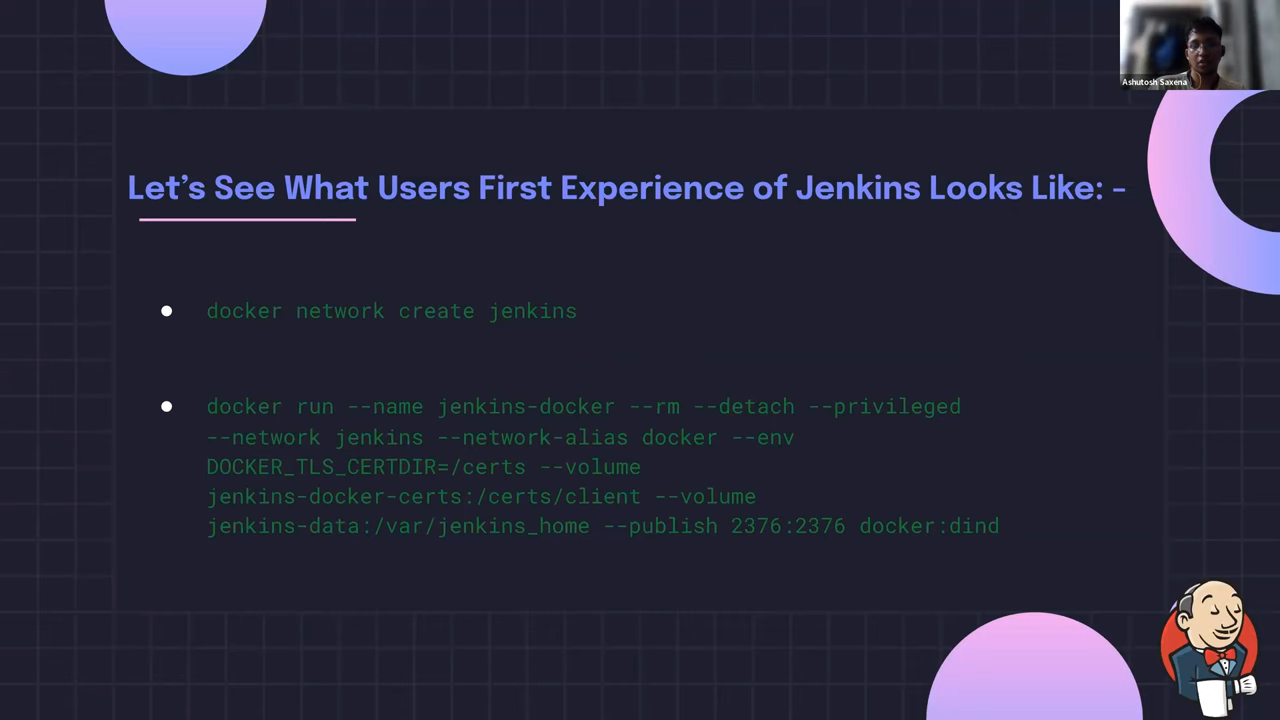 Ashutosh Saxena
Let's See What Users First Experience of Jenkins Looks Like: -
docker network create jenkins
docker run --name jenkins-docker --rm --detach --privileged
--network jenkins --network-alias docker --env
DOCKER_TLS_CERTDIR=/certs --volume
jenkins-docker-certs:/certs/client --volume
jenkins-data:/var/jenkins_home --publish 2376:2376 docker:dind